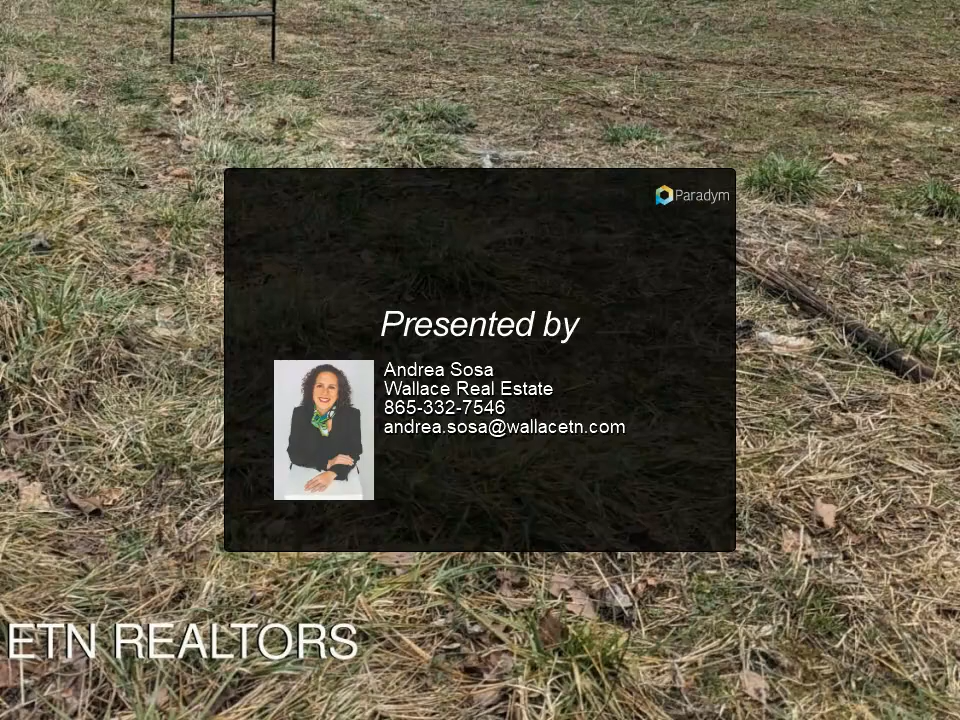 Paradym
Presented by
Andrea Sosa
Wallace Real Estate
865-332-7546
andrea.sosa@wallacetn.com
ETN REALTORS